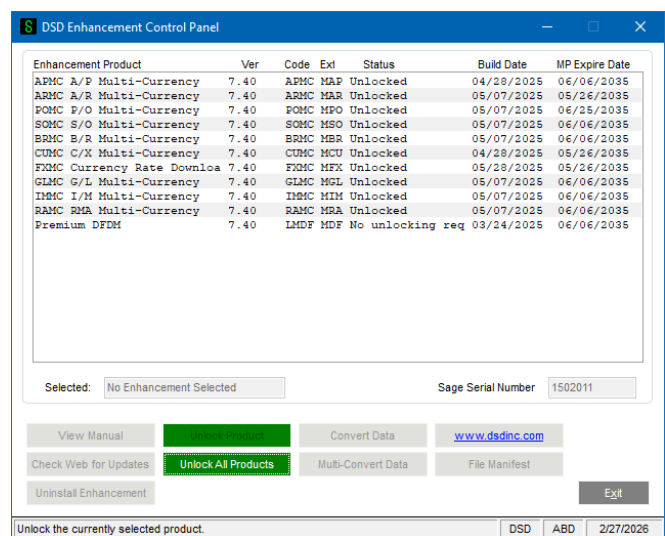 S DSD Enhancement Control Panel
Enhancement Product Ver Code Ext Status Build Date MP Expire Date
APMC A/P Multi-Currency 7.40 APMC MAP Unlocked 04/28/2025 06/06/2035
ARMC A/R Multi-Currency 7.40 ARMC MAR Unlocked 05/07/2025 05/26/2035
POMC P/O Multi-Currency 7.40 POMC MPO Unlocked 05/07/2025 06/25/2035
SOMC S/O Multi-Currency 7.40 SOMC MSO Unlocked 05/07/2025 06/06/2035
BRMC B/R Multi-Currency 7.40 BRMC MBR Unlocked 05/07/2025 06/06/2035
CUMC C/X Multi-Currency 7.40 CUMC MCU Unlocked 04/28/2025 05/26/2035
FXMC Currency Rate Downloa 7.40 FXMC MFX Unlocked 05/28/2025 05/26/2035
GLMC G/L Multi-Currency 7.40 GLMC MGL Unlocked 05/07/2025 06/06/2035
IMMC I/M Multi-Currency 7.40 IMMC MIM Unlocked 05/07/2025 06/06/2035
RAMC RMA Multi-Currency 7.40 RAMC MRA Unlocked 05/07/2025 06/06/2035
Premium DFDM 7.40 LMDF MDF No unlocking req 03/24/2025 06/06/2035
Selected: No Enhancement Selected Sage Serial Number 1502011
View Manual Unlock Product Convert Data www.dsdinc.com
Check Web for Updates Unlock All Products Multi-Convert Data File Manifest
Uninstall Enhancement Exit
Unlock the currently selected product. DSD ABD 2/27/2026